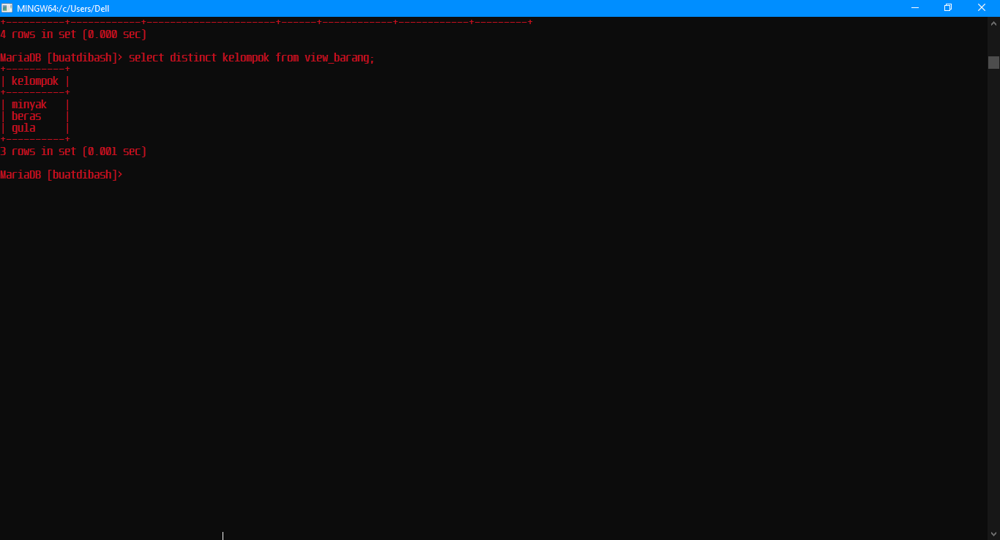 MINGW64:/c/Users/Dell
+----------+------------+----------------------+------+------------+------------+---------+
4 rows in set (0.000 sec)
MariaDB [buatdibash]> select distinct kelompok from view_barang;
+----------+
| kelompok |
+----------+
| minyak   |
| beras    |
| gula     |
+----------+
3 rows in set (0.001 sec)
MariaDB [buatdibash]>